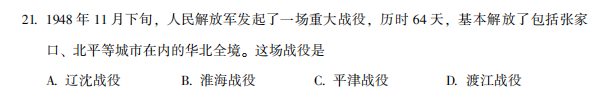 21. 1948 年 11 月下旬，人民解放军发起了一场重大战役，历时 64 天，基本解放了包括张家
口、北平等城市在内的华北全境。这场战役是
A. 辽沈战役 B. 淮海战役 C. 平津战役 D. 渡江战役